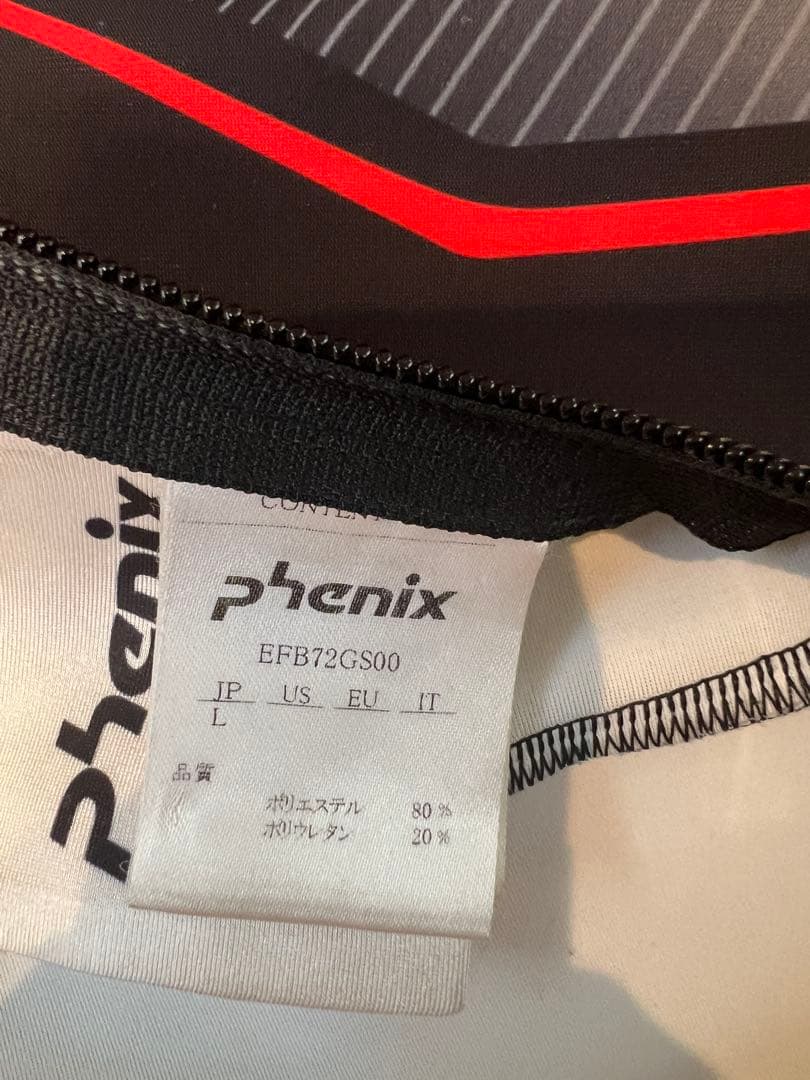 CONTEN
phenix
EFB72GS00
JP US EU IT
L
品質
ポリエステル 80%
ポリウレタン 20%
phenix